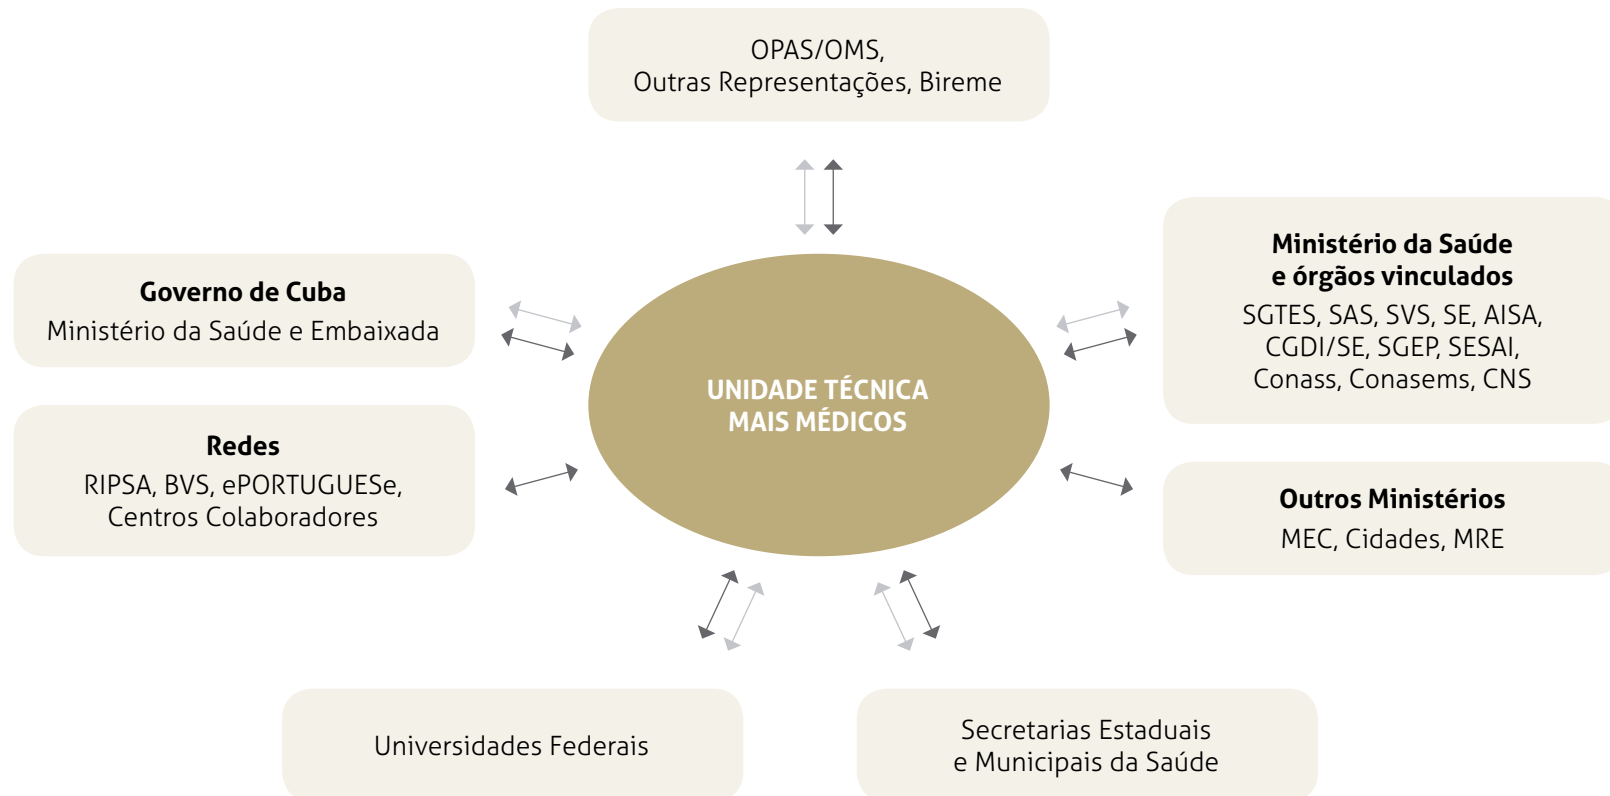 OPAS/OMS,
Outras Representações, Bireme
Governo de Cuba
Ministério da Saúde e Embaixada
Redes
RIPSA, BVS, ePORTUGUESe,
Centros Colaboradores
UNIDADE TÉCNICA
MAIS MÉDICOS
Ministério da Saúde
e órgãos vinculados
SGTES, SAS, SVS, SE, AISA,
CGDI/SE, SGEP, SESAI,
Conass, Conasems, CNS
Outros Ministérios
MEC, Cidades, MRE
Universidades Federais
Secretarias Estaduais
e Municipais da Saúde